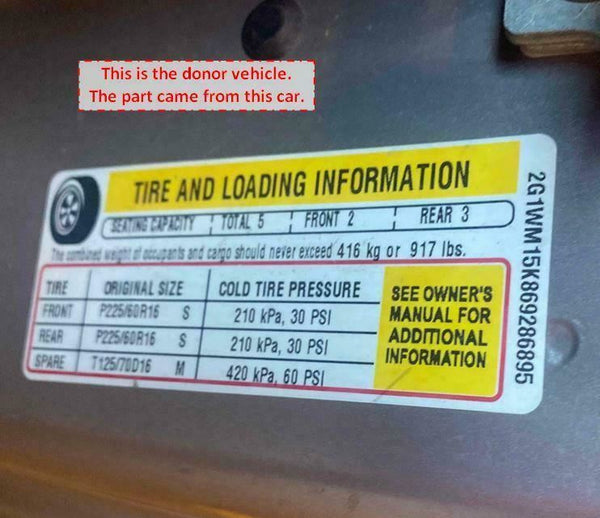 This is the donor vehicle.
The part came from this car.
TIRE AND LOADING INFORMATION
SEATING CAPACITY TOTAL 5 FRONT 2 REAR 3
The combined weight of occupants and cargo should never exceed 416 kg or 917 lbs.
TIRE ORIGINAL SIZE COLD TIRE PRESSURE
FRONT P225/60R16 S 210 kPa, 30 PSI
REAR P225/60R16 S 210 kPa, 30 PSI
SPARE T125/70D16 M 420 kPa, 60 PSI
SEE OWNER'S
MANUAL FOR
ADDITIONAL
INFORMATION
2G1WM15K869286895